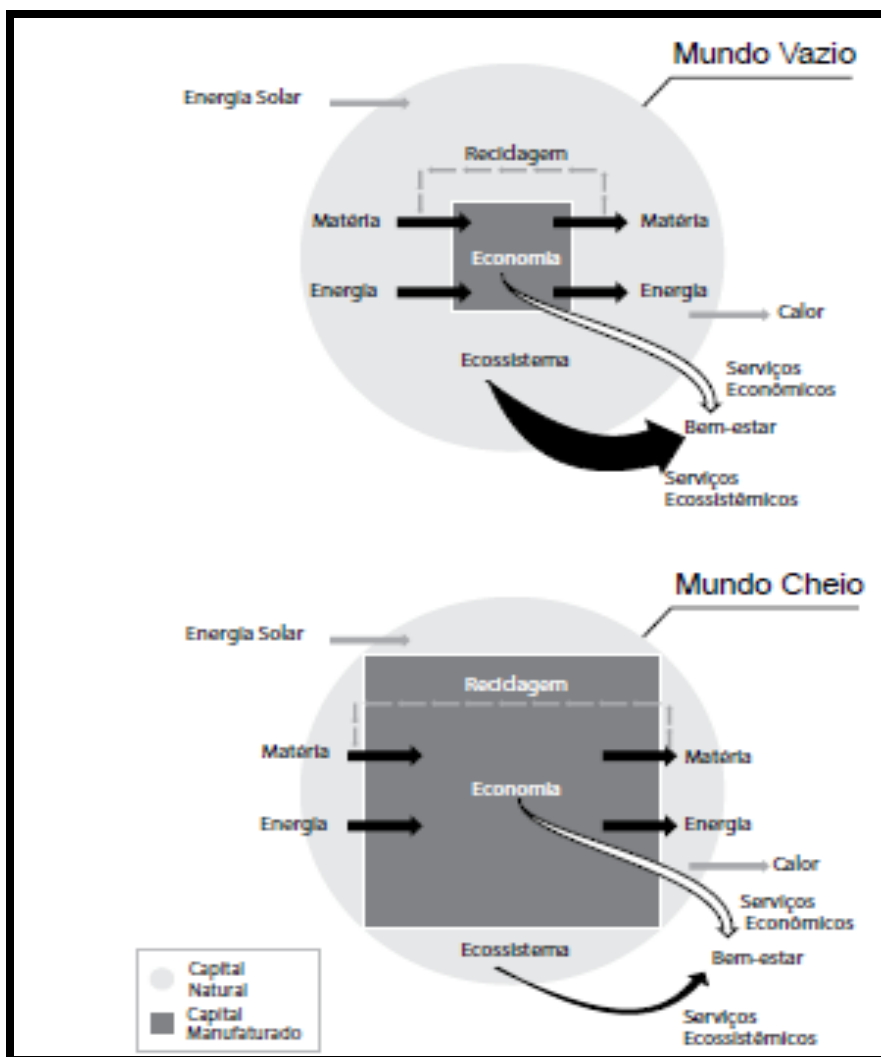 Mundo Vazio
Energia Solar
Reciclagem
Matéria
Matéria
Economia
Energia
Energia
Calor
Ecossistema
Serviços
Econômicos
Bem-estar
Serviços
Ecossistêmicos
Mundo Cheio
Energia Solar
Reciclagem
Matéria
Matéria
Economia
Energia
Energia
Calor
Serviços
Econômicos
Ecossistema
Bem-estar
Capital
Natural
Capital
Manufaturado
Serviços
Ecossistêmicos